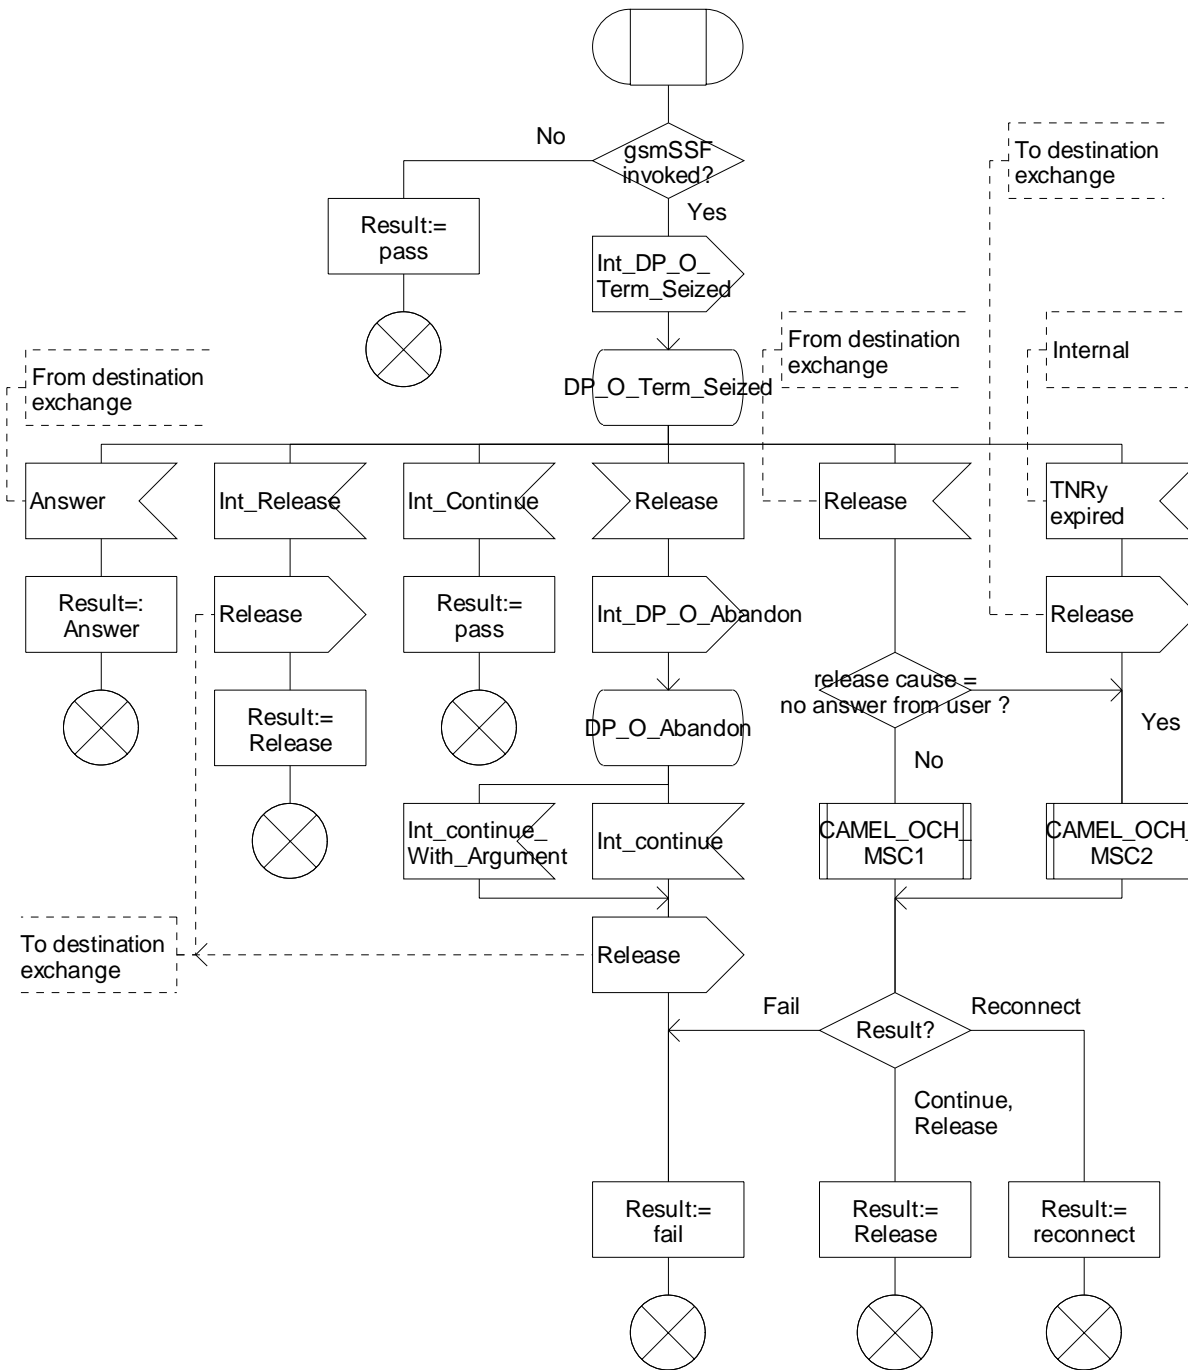 No
gsmSSF
invoked?
To destination
exchange
Yes
Result:=
pass
Int_DP_O_
Term_Seized
From destination
exchange
DP_O_Term_Seized
From destination
exchange
Internal
Answer
Int_Release
Int_Continue
Release
Release
TNRy
expired
Result=:
Answer
Release
Result:=
pass
Int_DP_O_Abandon
Release
release cause =
no answer from user ?
Result:=
Release
DP_O_Abandon
Yes
No
Int_continue_
With_Argument
Int_continue
CAMEL_OCH_
MSC1
CAMEL_OCH_
MSC2
To destination
exchange
Release
Fail
Reconnect
Result?
Continue,
Release
Result:=
fail
Result:=
Release
Result:=
reconnect